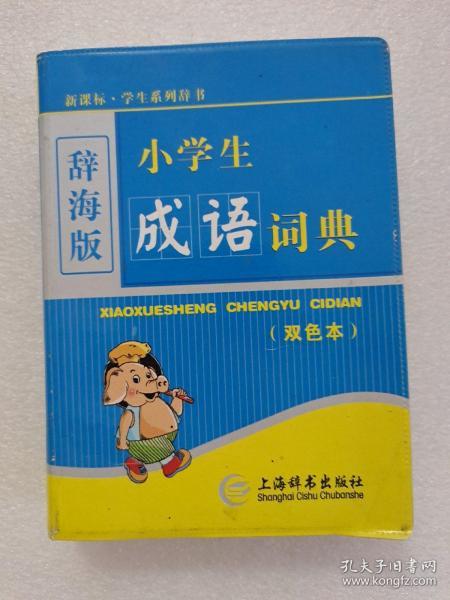 新课标·学生系列辞书
辞海版
小学生
成语词典
XIAOXUESHENG CHENGYU CIDIAN
（双色本）
上海辞书出版社
Shanghai Cishu Chubanshe
孔夫子旧书网
www.kongfz.com